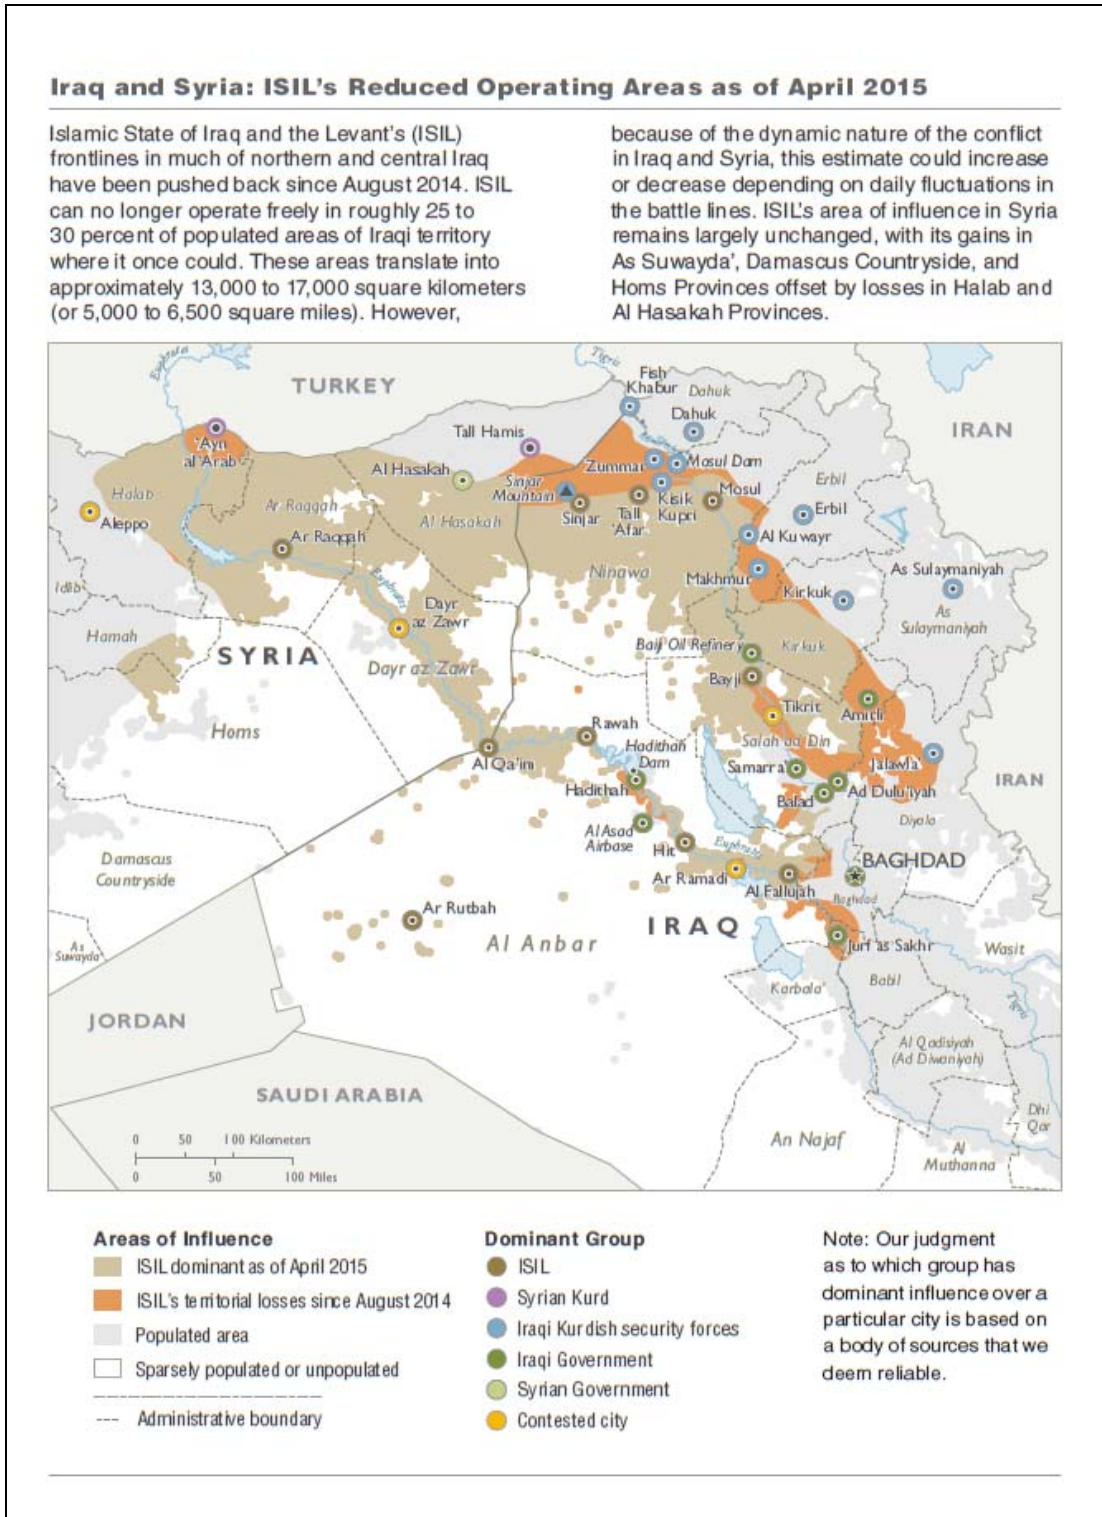 Iraq and Syria: ISIL's Reduced Operating Areas as of April 2015
Islamic State of Iraq and the Levant's (ISIL)
frontlines in much of northern and central Iraq
have been pushed back since August 2014. ISIL
can no longer operate freely in roughly 25 to
30 percent of populated areas of Iraqi territory
where it once could. These areas translate into
approximately 13,000 to 17,000 square kilometers
(or 5,000 to 6,500 square miles). However,
because of the dynamic nature of the conflict
in Iraq and Syria, this estimate could increase
or decrease depending on daily fluctuations in
the battle lines. ISIL's area of influence in Syria
remains largely unchanged, with its gains in
As Suwayda', Damascus Countryside, and
Homs Provinces offset by losses in Halab and
Al Hasakah Provinces.
Euphrates
TURKEY
Tigris
Fish
Khabur
Dahuk
Dahuk
IRAN
'Ayn
al 'Arab
Tall Hamis
Al Hasakah
Zummar
Mosul Dam
Sinjar
Mountain
Sinjar
Tall
'Afar
Kisik
Kupri
Mosul
Erbil
Erbil
Halab
Aleppo
Ar Raqqah
Ar Raqqah
Al Hasakah
Al Kuwayr
Ninawa
Makhmur
Kirkuk
As Sulaymaniyah
As
Sulaymaniyah
Idlib
Hamah
Euphrates
Dayr
az Zawr
SYRIA
Dayr az Zawr
Baiji Oil Refinery
Kirkuk
Bayji
Tikrit
Amirli
Homs
Rawah
Al Qa'im
Hadithah
Dam
Hadithah
Salah ad Din
Samarra'
Jalawla'
Balad
Ad Dulu'iyah
IRAN
Diyala
Al Asad
Airbase
Hit
Euphrates
Ar Ramadi
Al Fallujah
BAGHDAD
Baghdad
Damascus
Countryside
Ar Rutbah
Al Anbar
IRAQ
Jurf as Sakhr
Wasit
As
Suwayda'
Karbala'
Babil
Tigris
JORDAN
Al Qadisiyah
(Ad Diwaniyah)
SAUDI ARABIA
Dhi
Qar
An Najaf
Al
Muthanna
0 50 100 Kilometers
0 50 100 Miles
Areas of Influence
ISIL dominant as of April 2015
ISIL's territorial losses since August 2014
Populated area
Sparsely populated or unpopulated
Administrative boundary
Dominant Group
ISIL
Syrian Kurd
Iraqi Kurdish security forces
Iraqi Government
Syrian Government
Contested city
Note: Our judgment
as to which group has
dominant influence over a
particular city is based on
a body of sources that we
deem reliable.